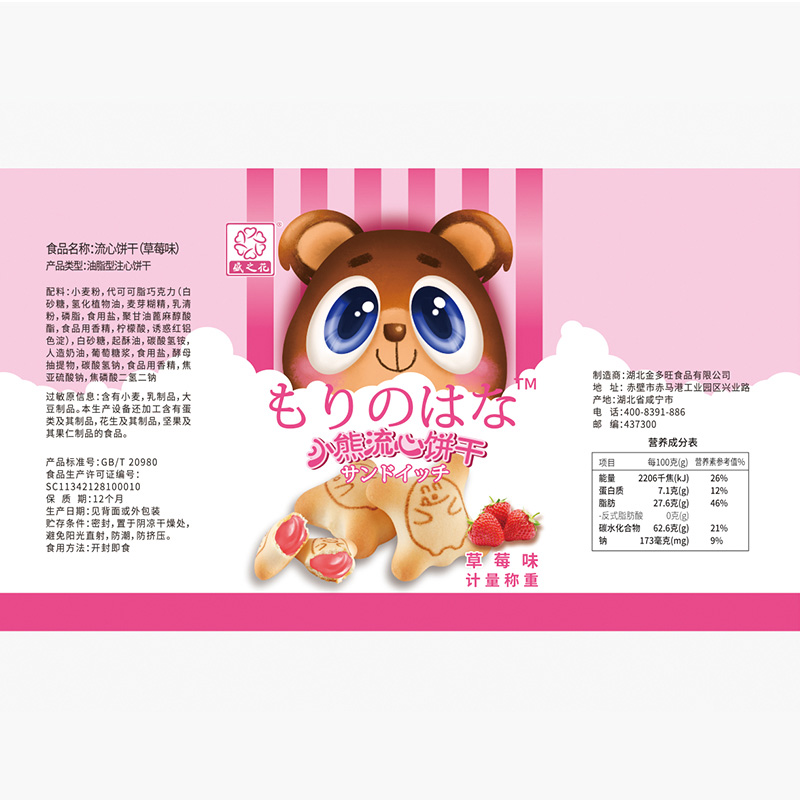 食品名称:流心饼干(草莓味)
产品类型:油脂型注心饼干
配料:小麦粉,代可可脂巧克力(白
砂糖,氢化植物油,麦芽糊精,乳清
粉,磷脂,食用盐,聚甘油蓖麻醇酸
酯,食品用香精,柠檬酸,诱惑红铝
色淀),白砂糖,起酥油,碳酸氢铵,
人造奶油,葡萄糖浆,食用盐,酵母
抽提物,碳酸氢钠,食品用香精,焦
亚硫酸钠,焦磷酸二氢二钠
过敏原信息:含有小麦,乳制品,大
豆制品。本生产设备还加工含有蛋
类及其制品,花生及其制品,坚果及
其果仁制品的食品。
产品标准号:GB/T 20980
食品生产许可证编号:
SC11342128100010
保 质 期:12个月
生产日期:见背面或外包装
贮存条件:密封,置于阴凉干燥处,
避免阳光直射,防潮,防挤压。
食用方法:开封即食
盛之花
もりのはな™
小熊流心饼干
サンドイッチ
草莓味
计量称重
制造商:湖北金多旺食品有限公司
地 址:赤壁市赤马港工业园区兴业路
产地:湖北省咸宁市
电 话:400-8391-886
邮 编:437300
营养成分表
项目 每100克(g) 营养素参考值%
能量 2206千焦(kJ) 26%
蛋白质 7.1克(g) 12%
脂肪 27.6克(g) 46%
-反式脂肪酸 0克(g)
碳水化合物 62.6克(g) 21%
钠 173毫克(mg) 9%